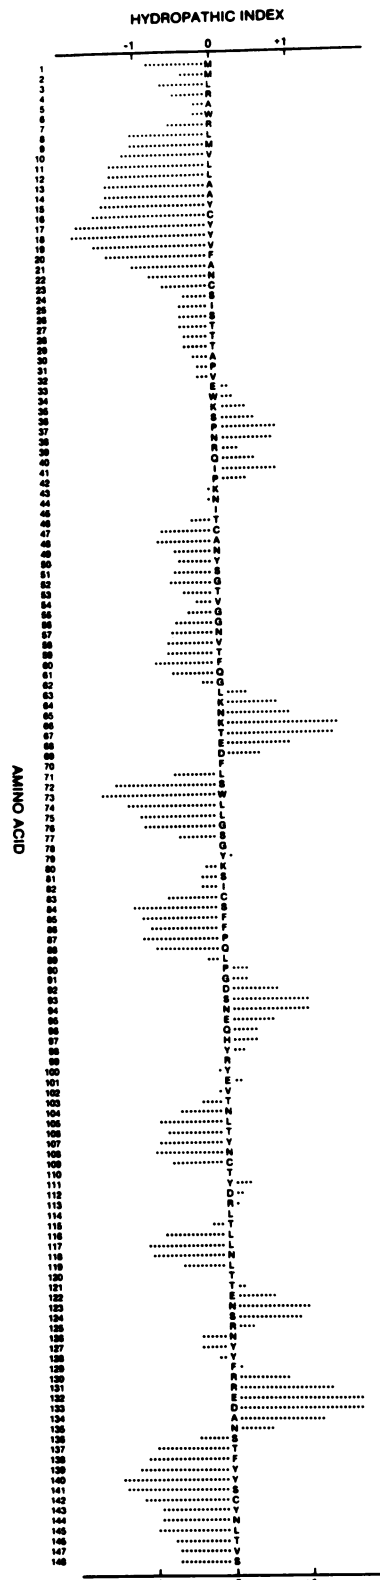 HYDROPATHIC INDEX
-1 0 +1
AMINO ACID
1 M
2 M
3 L
4 R
5 A
6 W
7 R
8 L
9 M
10 V
11 L
12 L
13 A
14 A
15 Y
16 C
17 Y
18 Y
19 V
20 F
21 A
22 N
23 C
24 S
25 I
26 S
27 T
28 T
29 T
30 A
31 P
32 V
33 E
34 W
35 K
36 S
37 P
38 N
39 R
40 Q
41 I
42 P
43 K
44 N
45 I
46 T
47 C
48 A
49 N
50 Y
51 S
52 G
53 T
54 V
55 G
56 G
57 N
58 V
59 T
60 F
61 Q
62 G
63 L
64 K
65 N
66 K
67 T
68 E
69 D
70 F
71 L
72 S
73 W
74 L
75 L
76 G
77 S
78 G
79 Y
80 K
81 S
82 I
83 C
84 S
85 F
86 F
87 P
88 Q
89 L
90 P
91 G
92 D
93 S
94 N
95 E
96 Q
97 H
98 Y
99 R
100 Y
101 E
102 V
103 T
104 N
105 L
106 T
107 Y
108 N
109 C
110 T
111 Y
112 D
113 R
114 L
115 T
116 L
117 L
118 N
119 L
120 T
121 T
122 E
123 N
124 S
125 R
126 N
127 Y
128 Y
129 F
130 R
131 R
132 E
133 D
134 A
135 N
136 S
137 T
138 F
139 Y
140 Y
141 S
142 C
143 Y
144 N
145 L
146 T
147 V
148 S